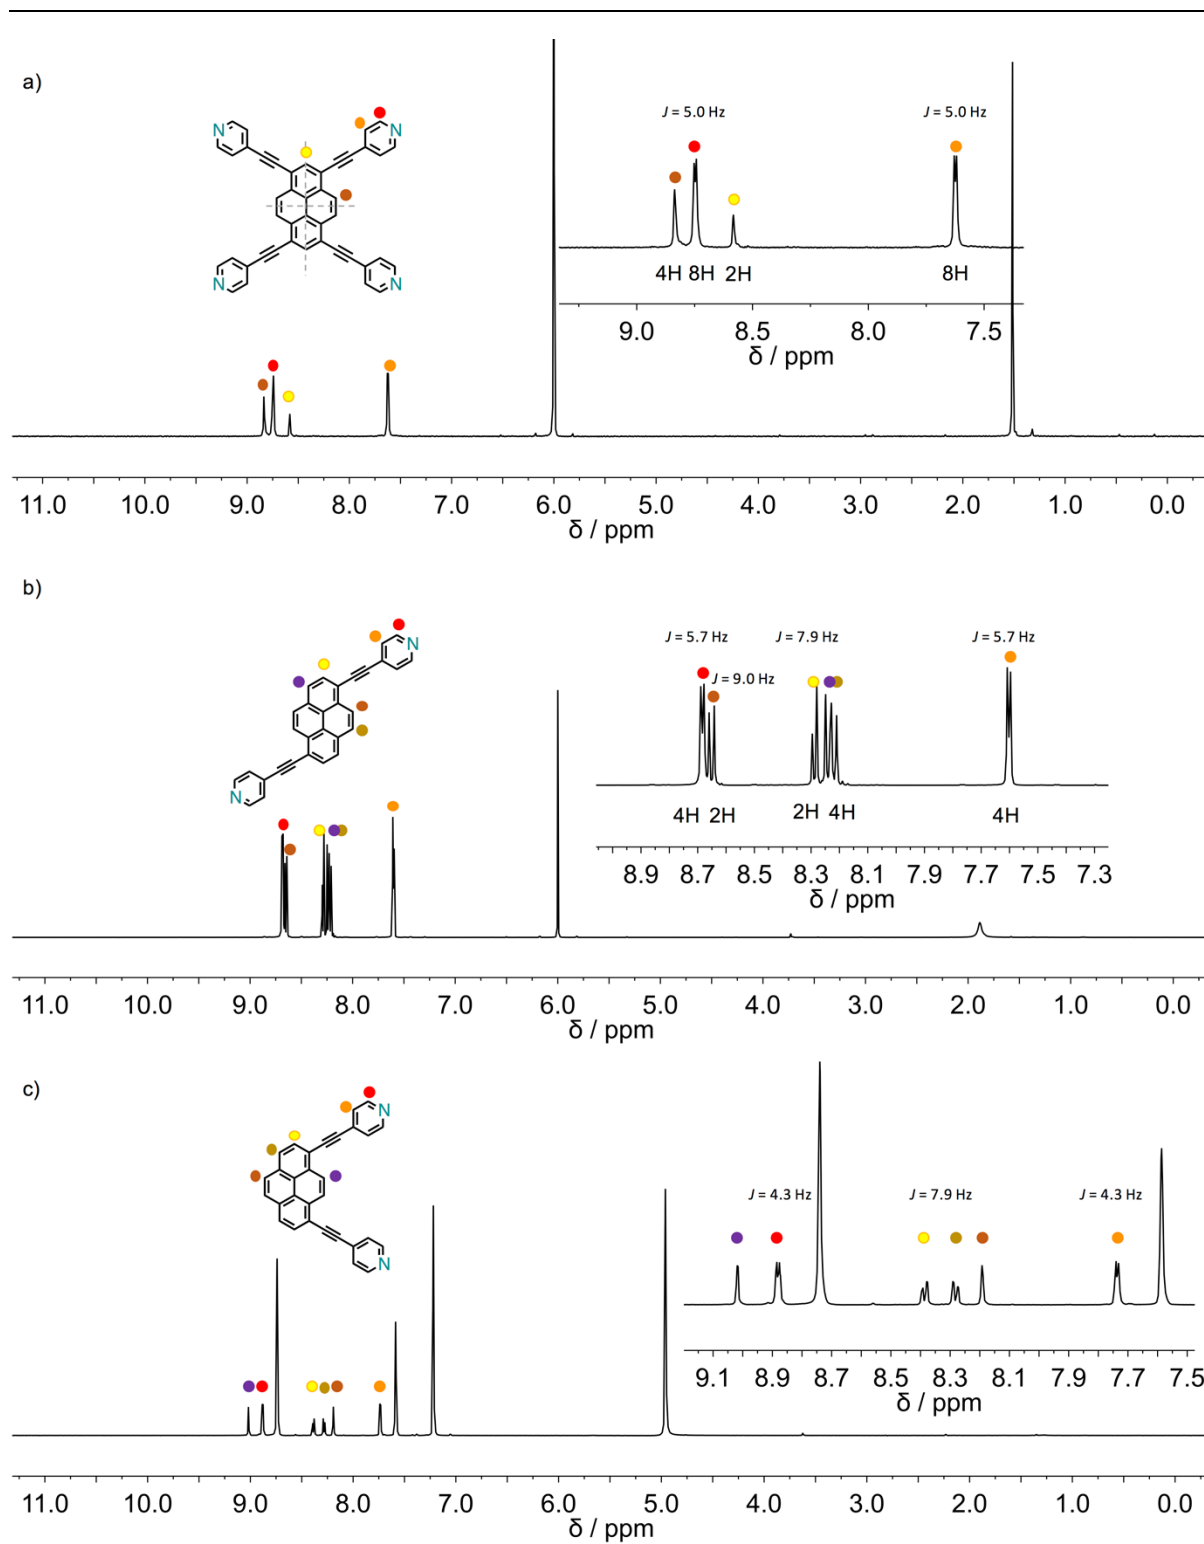 a)
J = 5.0 Hz J = 5.0 Hz
N N
4H 8H 2H 8H
9.0 8.5 8.0 7.5
δ / ppm
N N
11.0 10.0 9.0 8.0 7.0 6.0 5.0 4.0 3.0 2.0 1.0 0.0
δ / ppm
b)
J = 5.7 Hz J = 7.9 Hz J = 5.7 Hz
N
J = 9.0 Hz
N
4H 2H 2H 4H 4H
8.9 8.7 8.5 8.3 8.1 7.9 7.7 7.5 7.3
δ / ppm
11.0 10.0 9.0 8.0 7.0 6.0 5.0 4.0 3.0 2.0 1.0 0.0
δ / ppm
c)
N
J = 4.3 Hz J = 7.9 Hz J = 4.3 Hz
N
9.1 8.9 8.7 8.5 8.3 8.1 7.9 7.7 7.5
δ / ppm
11.0 10.0 9.0 8.0 7.0 6.0 5.0 4.0 3.0 2.0 1.0 0.0
δ / ppm